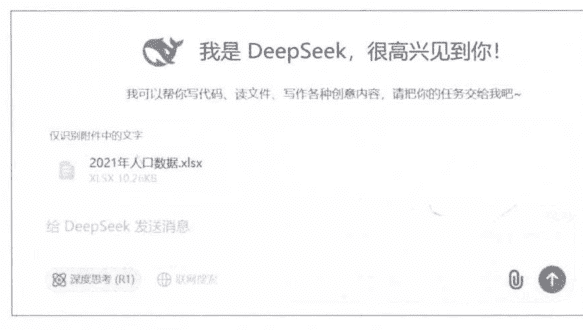 我是 DeepSeek，很高兴见到你！
我可以帮你写代码、读文件、写作各种创意内容，请把你的任务交给我吧~
仅识别附件中的文字
2021年人口数据.xlsx
XLSX 10.26KB
给 DeepSeek 发送消息
深度思考 (R1) 联网搜索